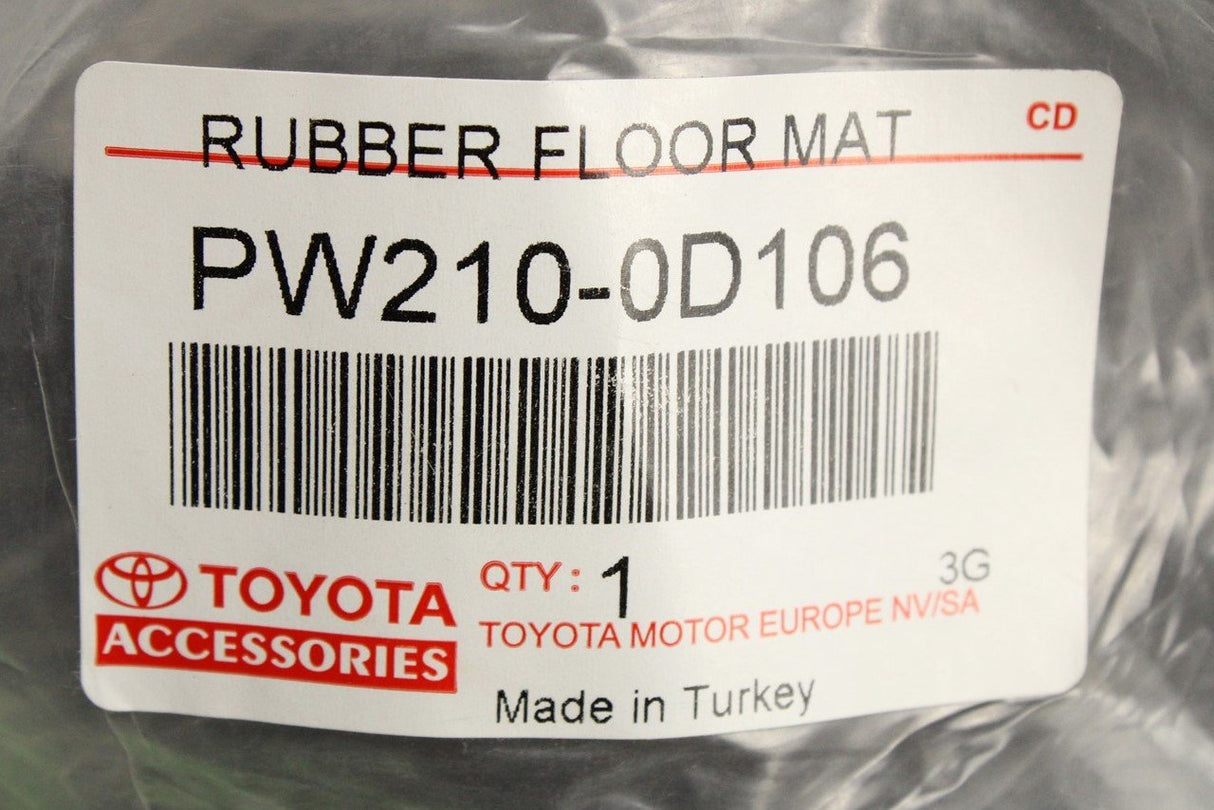 CD
RUBBER FLOOR MAT
PW210-0D106
TOYOTA
ACCESSORIES
QTY: 1
3G
TOYOTA MOTOR EUROPE NV/SA
Made in Turkey